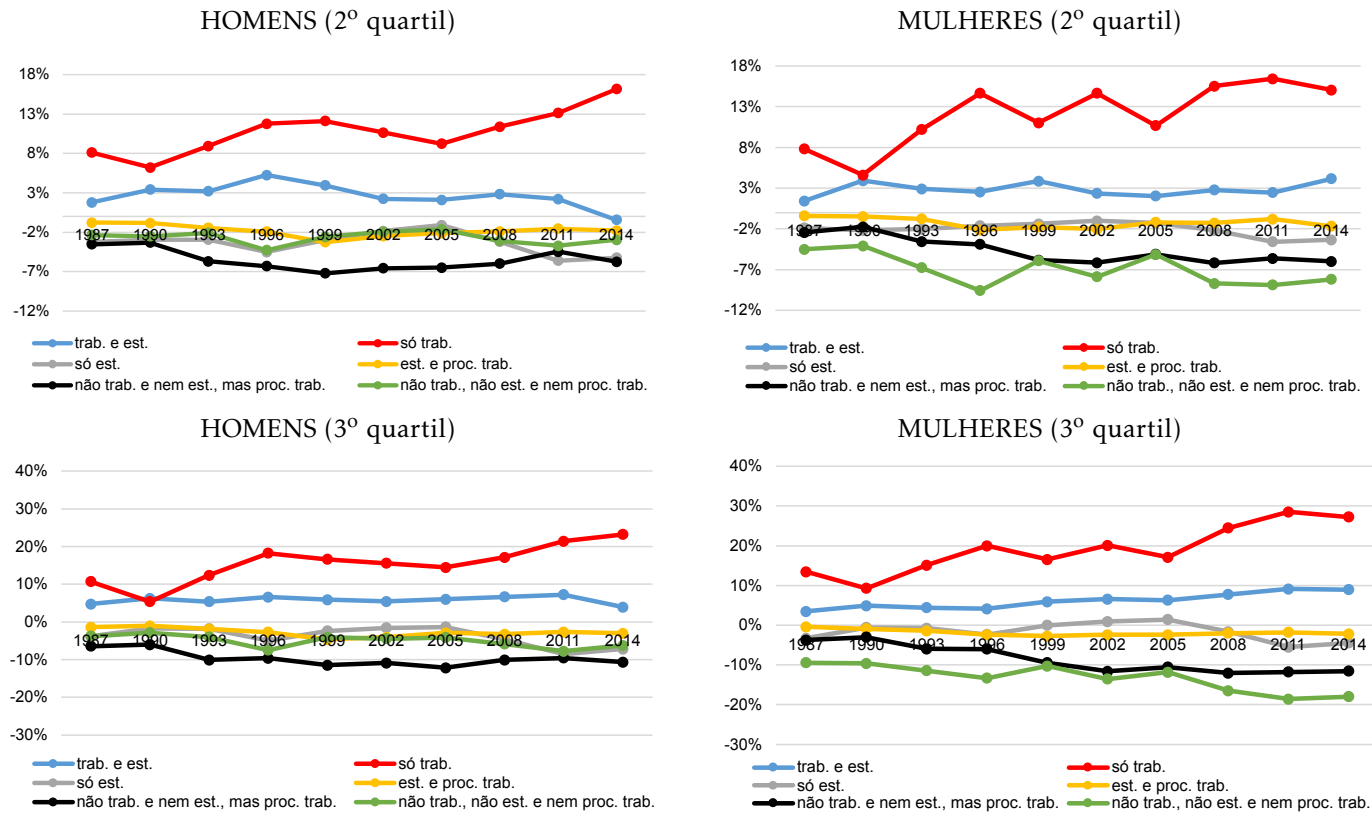 HOMENS (2º quartil)
18%
13%
8%
3%
-2%
-7%
-12%
1987 1990 1993 1996 1999 2002 2005 2008 2011 2014
trab. e est. só trab.
só est. est. e proc. trab.
não trab. e nem est., mas proc. trab. não trab., não est. e nem proc. trab.
MULHERES (2º quartil)
18%
13%
8%
3%
-2%
-7%
-12%
1987 1990 1993 1996 1999 2002 2005 2008 2011 2014
trab. e est. só trab.
só est. est. e proc. trab.
não trab. e nem est., mas proc. trab. não trab., não est. e nem proc. trab.
HOMENS (3º quartil)
40%
30%
20%
10%
0%
-10%
-20%
-30%
1987 1990 1993 1996 1999 2002 2005 2008 2011 2014
trab. e est. só trab.
só est. est. e proc. trab.
não trab. e nem est., mas proc. trab. não trab., não est. e nem proc. trab.
MULHERES (3º quartil)
40%
30%
20%
10%
0%
-10%
-20%
-30%
1987 1990 1993 1996 1999 2002 2005 2008 2011 2014
trab. e est. só trab.
só est. est. e proc. trab.
não trab. e nem est., mas proc. trab. não trab., não est. e nem proc. trab.